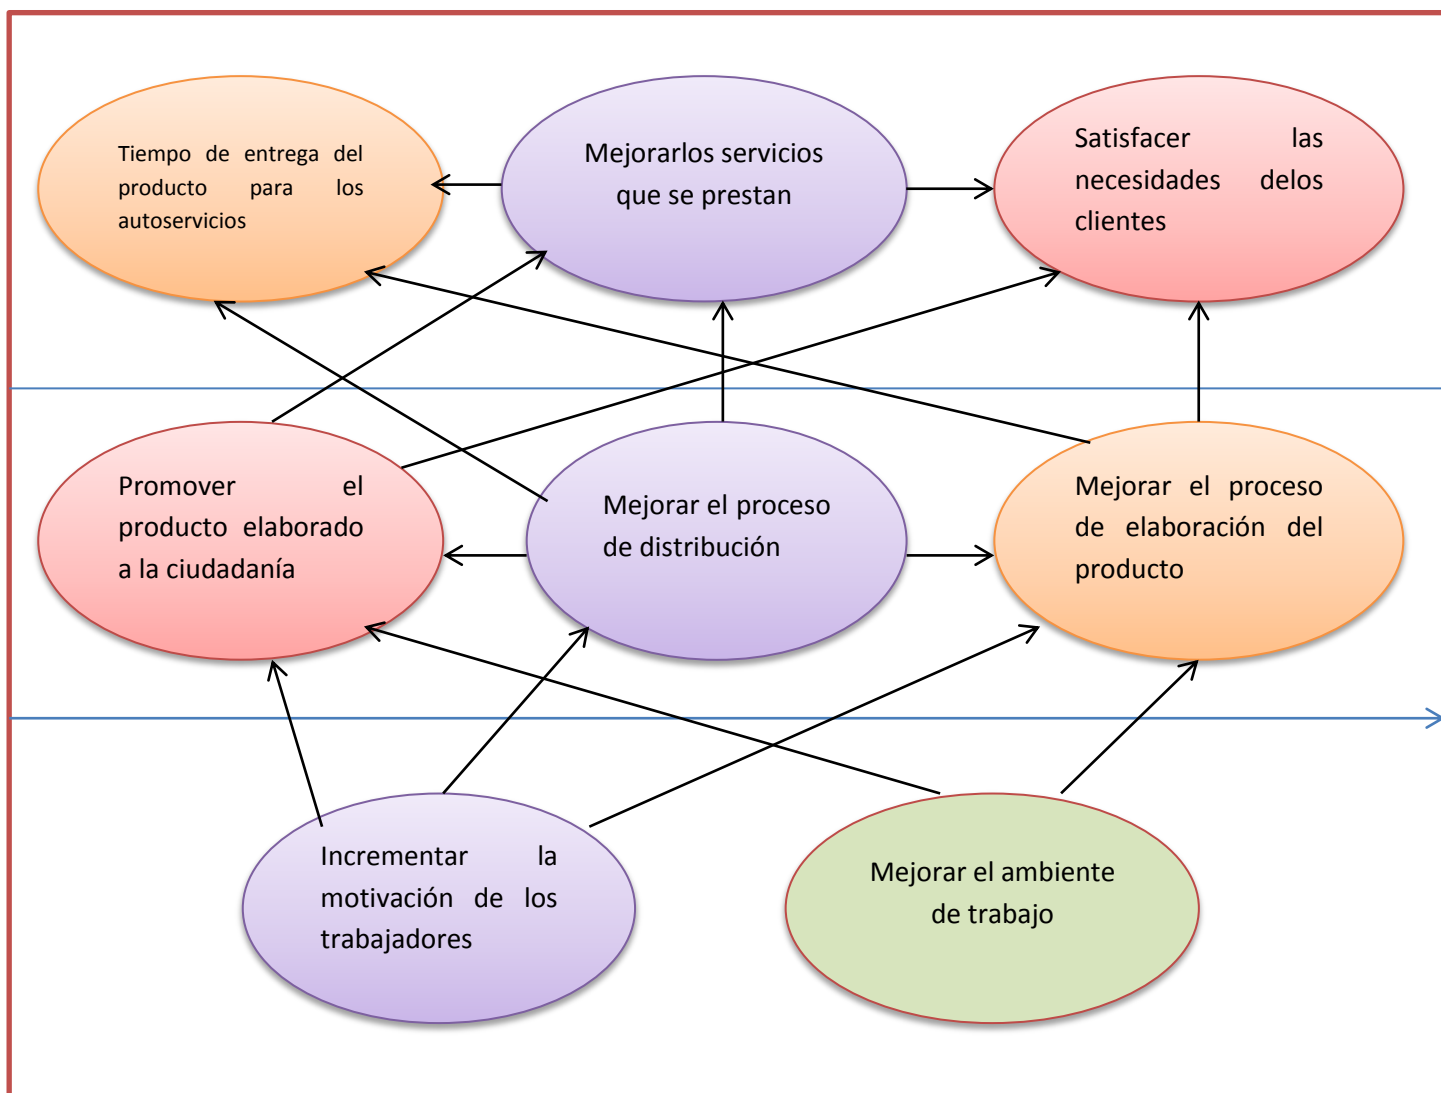 Tiempo de entrega del
producto para los
autoservicios
Mejorarlos servicios
que se prestan
Satisfacer las
necesidades delos
clientes
Promover el
producto elaborado
a la ciudadanía
Mejorar el proceso
de distribución
Mejorar el proceso
de elaboración del
producto
Incrementar la
motivación de los
trabajadores
Mejorar el ambiente
de trabajo